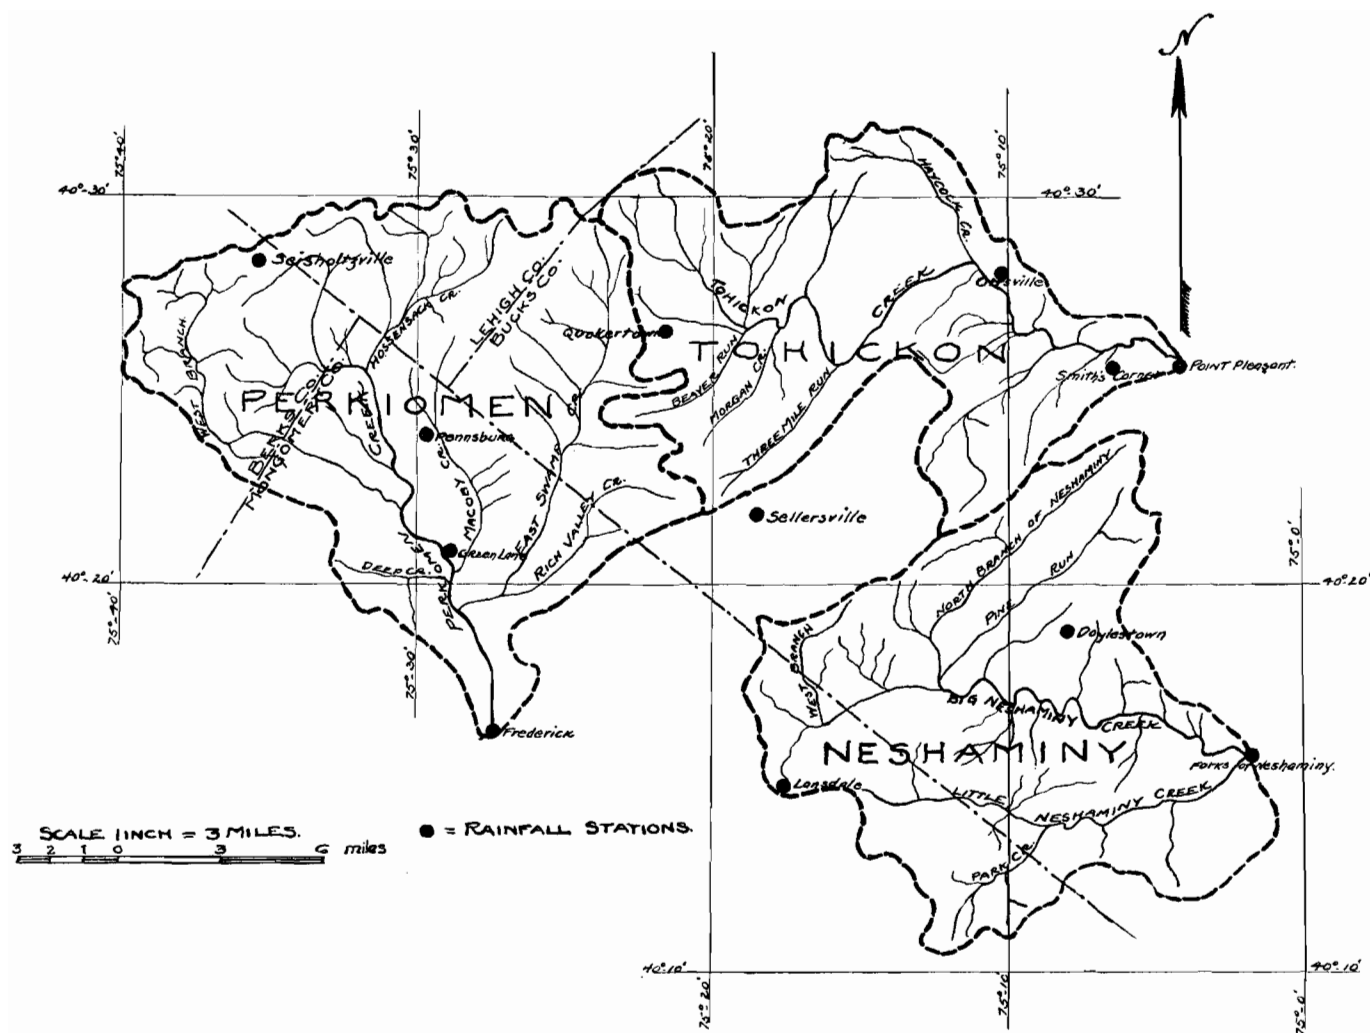 N
75°40'
75°30'
75°20'
75°10'
40°-30'
40°-30'
HAYCOCK CR.
Seisholtzville
LEHIGH CO.
BUCKS CO.
HOSSENSACK CR.
TOHICKON
CREEK
Ottsville
Quakertown
TOHICKON
WEST BRANCH
BEAVER RUN
MORGAN CR.
THREE MILE RUN
Smith's Corner
POINT Pleasant.
PERKIOMEN
BERKS CO.
MONGOMERY CO.
CREEK
Pennsburg
MACOBY CR.
EAST SWAMP CR.
RICH VALLEY CR.
Sellersville
NORTH BRANCH OF NESHAMINY
75°-0'
Green Lane
DEEP CR.
PERKIOMEN
40°-20'
40°-20'
75°-40'
PINE RUN
Doylestown
75°-30'
WEST BRANCH
BIG NESHAMINY CREEK
Frederick
NESHAMINY
Forks of Neshaminy.
Lansdale
LITTLE NESHAMINY CREEK
PARK CR.
SCALE 1 INCH = 3 MILES.
3 2 1 0 3 6 miles
● = RAINFALL STATIONS.
40°-10'
40°-10'
75°20'
75°-10'
75°-0'